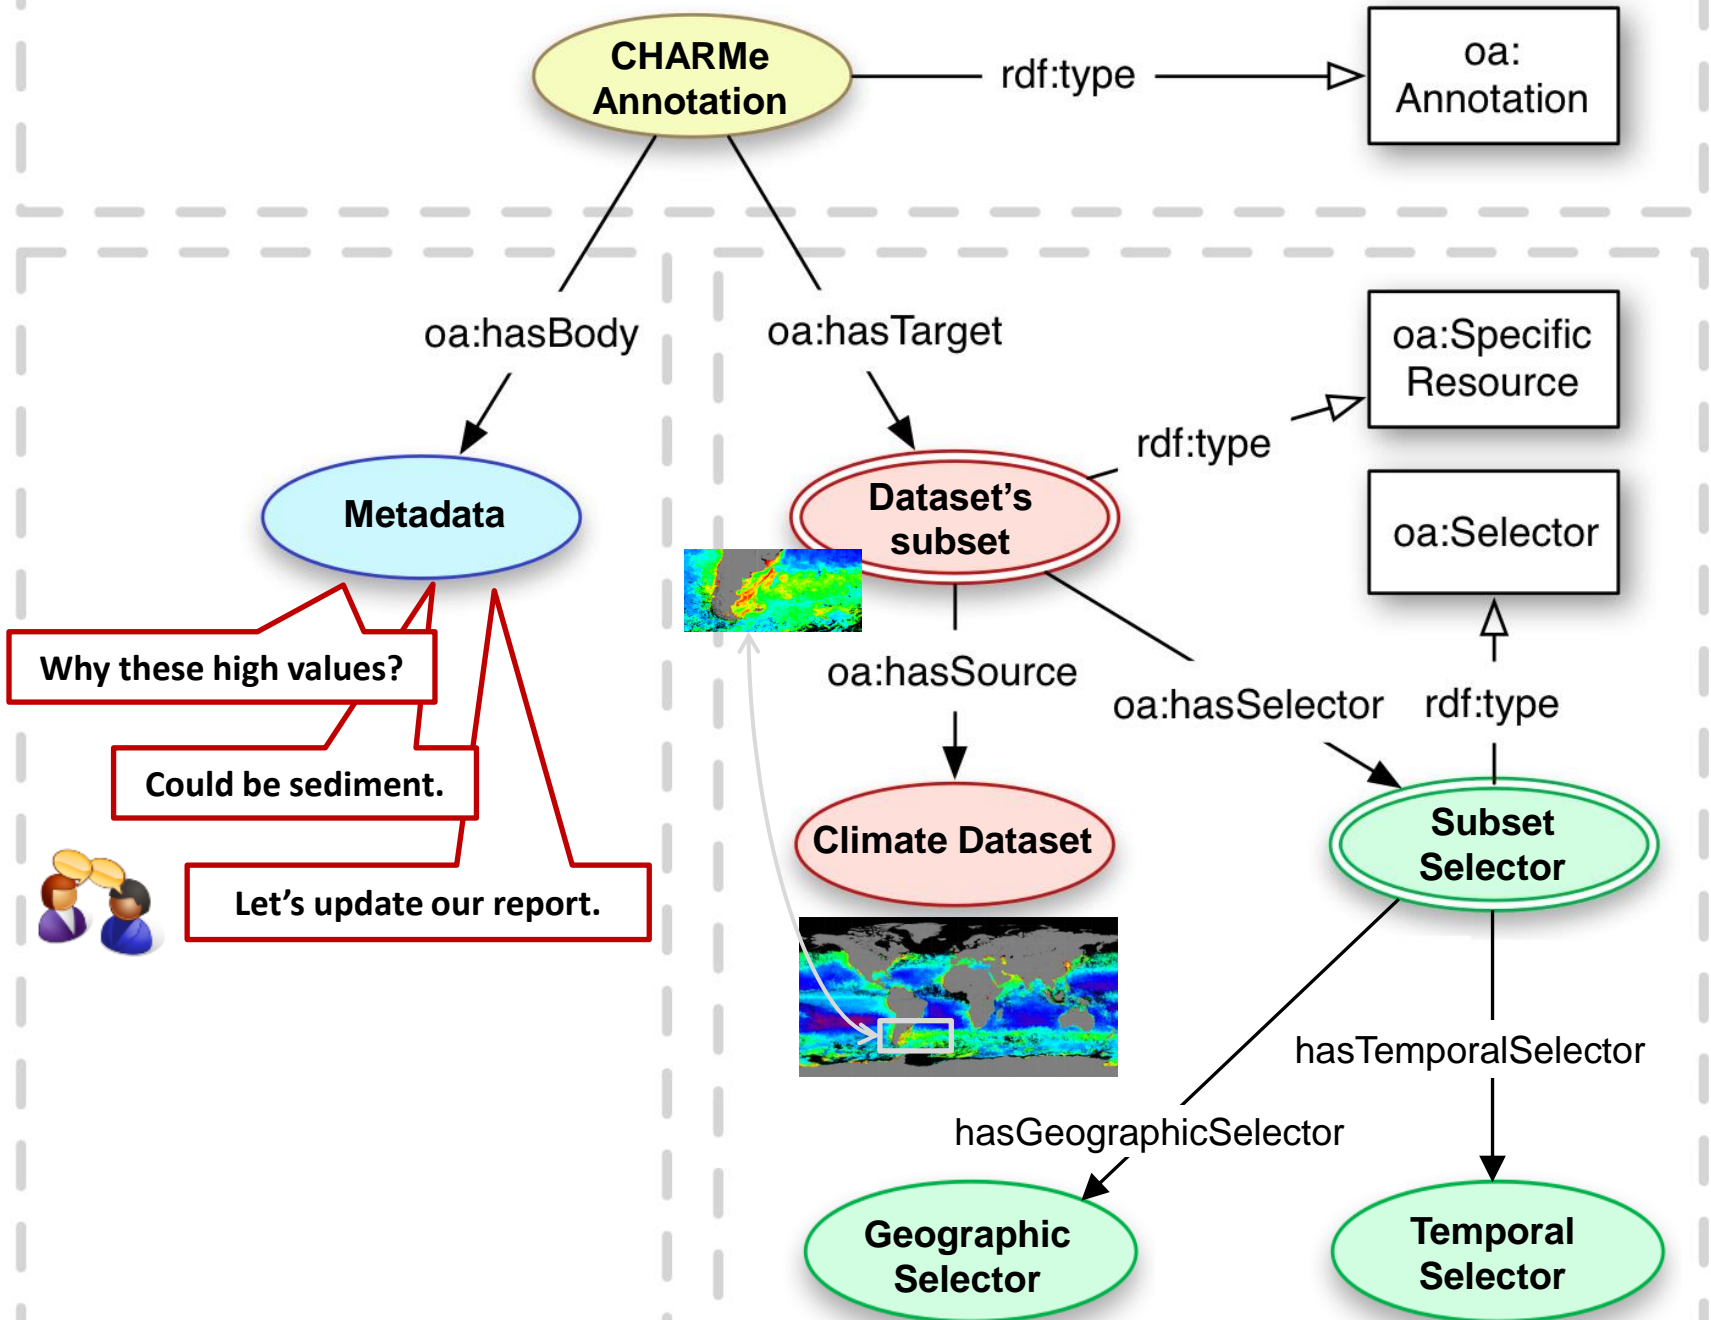 CHARMe
Annotation
rdf:type
oa:
Annotation
oa:hasBody
oa:hasTarget
oa:Specific
Resource
rdf:type
Metadata
Dataset's
subset
oa:Selector
Why these high values?
oa:hasSource
oa:hasSelector
rdf:type
Could be sediment.
Climate Dataset
Subset
Selector
Let's update our report.
hasTemporalSelector
hasGeographicSelector
Geographic
Selector
Temporal
Selector